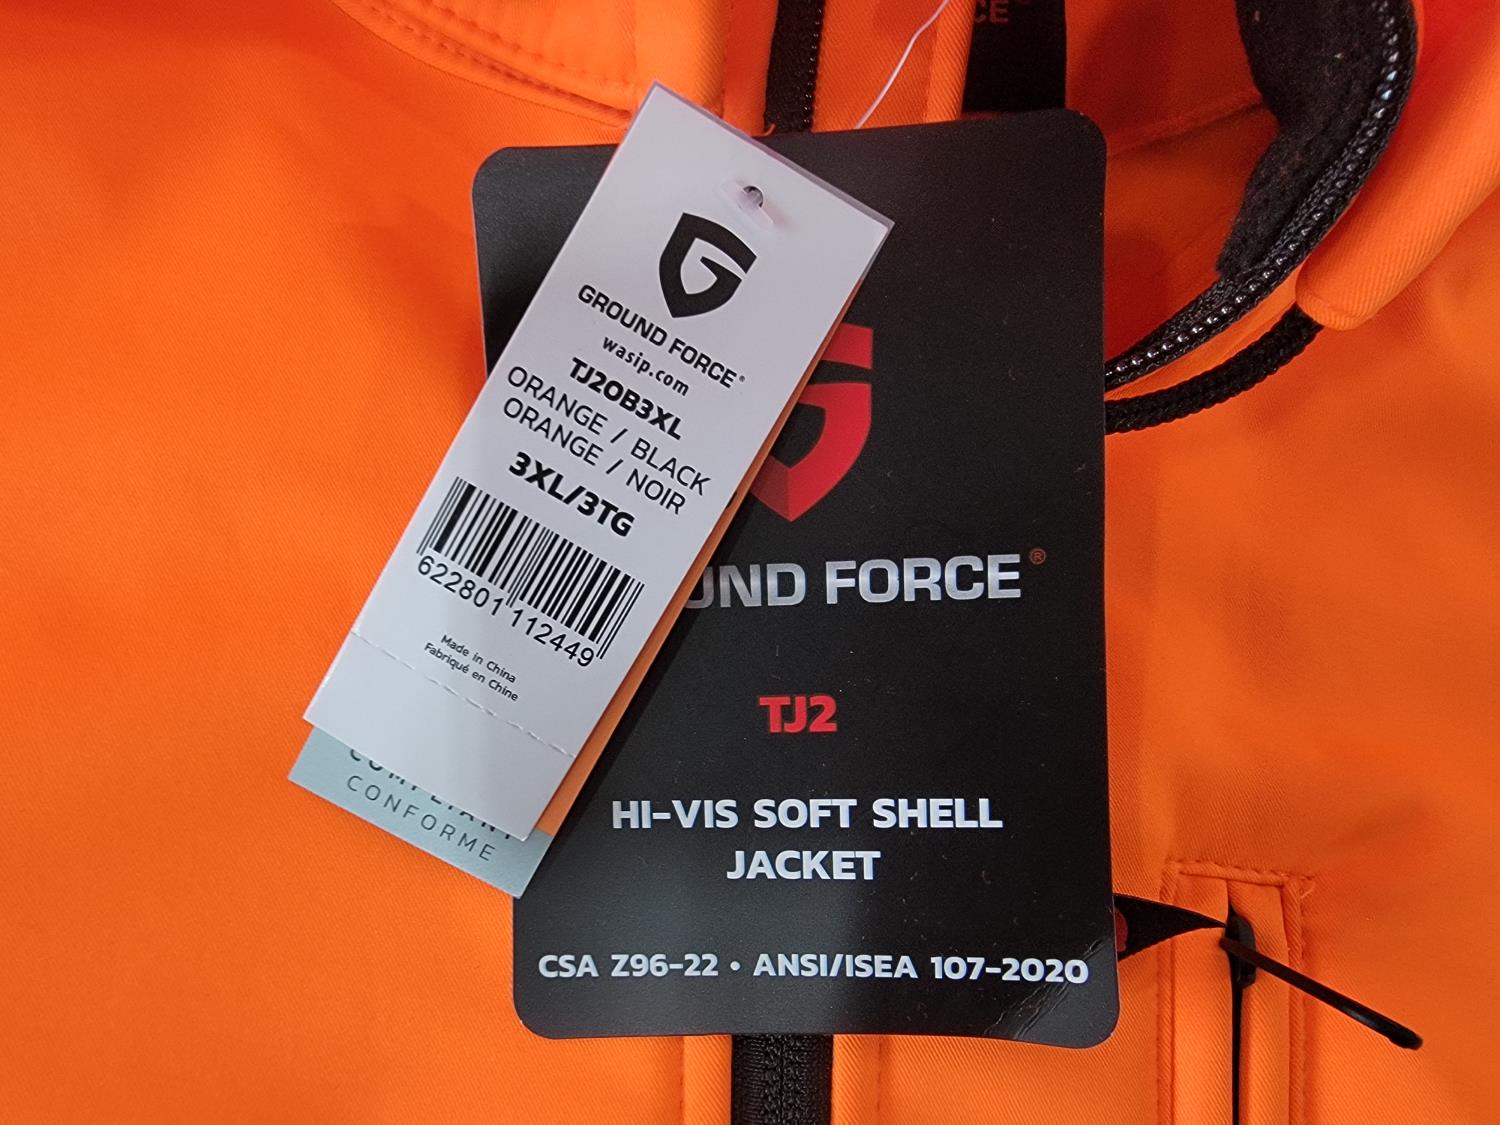 GROUND FORCE®
wasip.com
TJ2OB3XL
ORANGE / BLACK
ORANGE / NOIR
3XL/3TG
622801112449
Made in China
Fabriqué en Chine
CONFORME
FORCE®
TJ2
HI-VIS SOFT SHELL
JACKET
CSA Z96-22 • ANSI/ISEA 107-2020